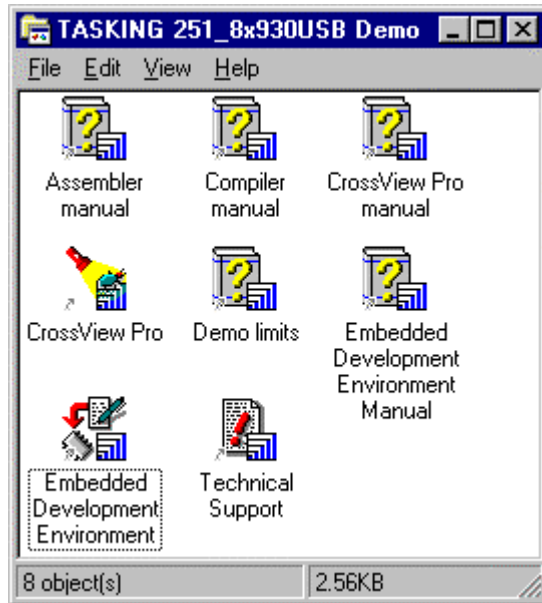 TASKING 251_8x930USB Demo
File Edit View Help
Assembler
manual
Compiler
manual
CrossView Pro
manual
CrossView Pro
Demo limits
Embedded
Development
Environment
Manual
Embedded
Development
Environment
Technical
Support
8 object(s)
2.56KB